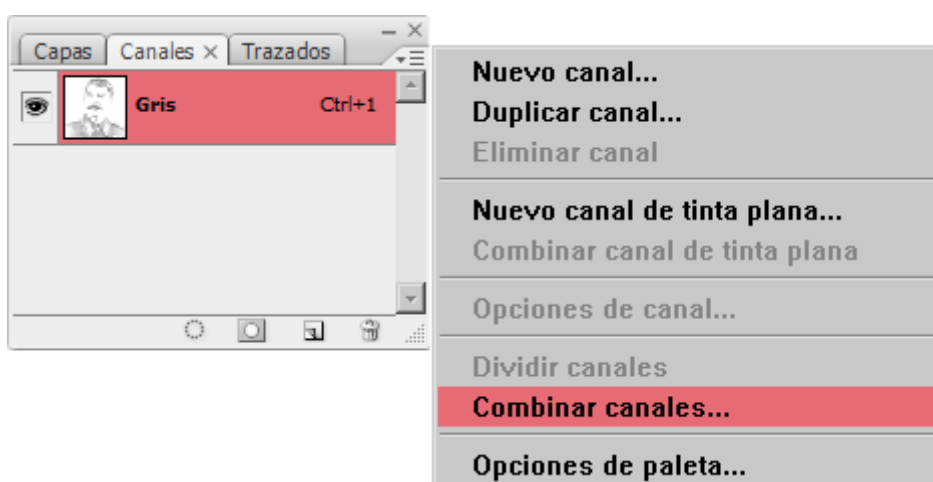 Capas Canales × Trazados
Gris Ctrl+1
Nuevo canal...
Duplicar canal...
Eliminar canal
Nuevo canal de tinta plana...
Combinar canal de tinta plana
Opciones de canal...
Dividir canales
Combinar canales...
Opciones de paleta...